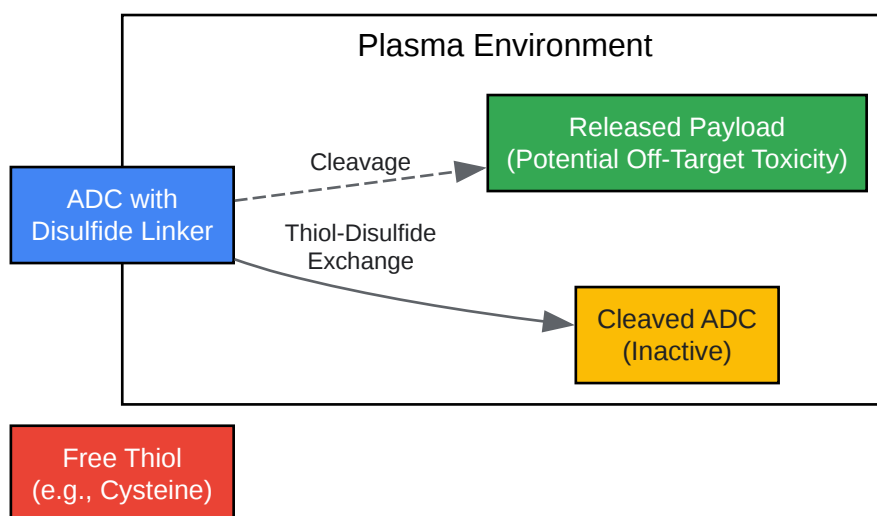 Plasma Environment
Released Payload
(Potential Off-Target Toxicity)
Cleavage
ADC with
Disulfide Linker
Thiol-Disulfide
Exchange
Cleaved ADC
(Inactive)
Free Thiol
(e.g., Cysteine)